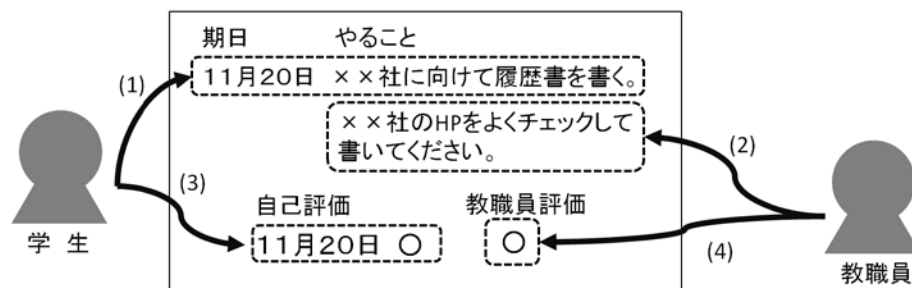 期日 やること
(1)
11月20日 ××社に向けて履歴書を書く。
××社のHPをよくチェックして
書いてください。
(2)
(3)
自己評価 教職員評価
11月20日 ○ ○
(4)
学 生
教職員